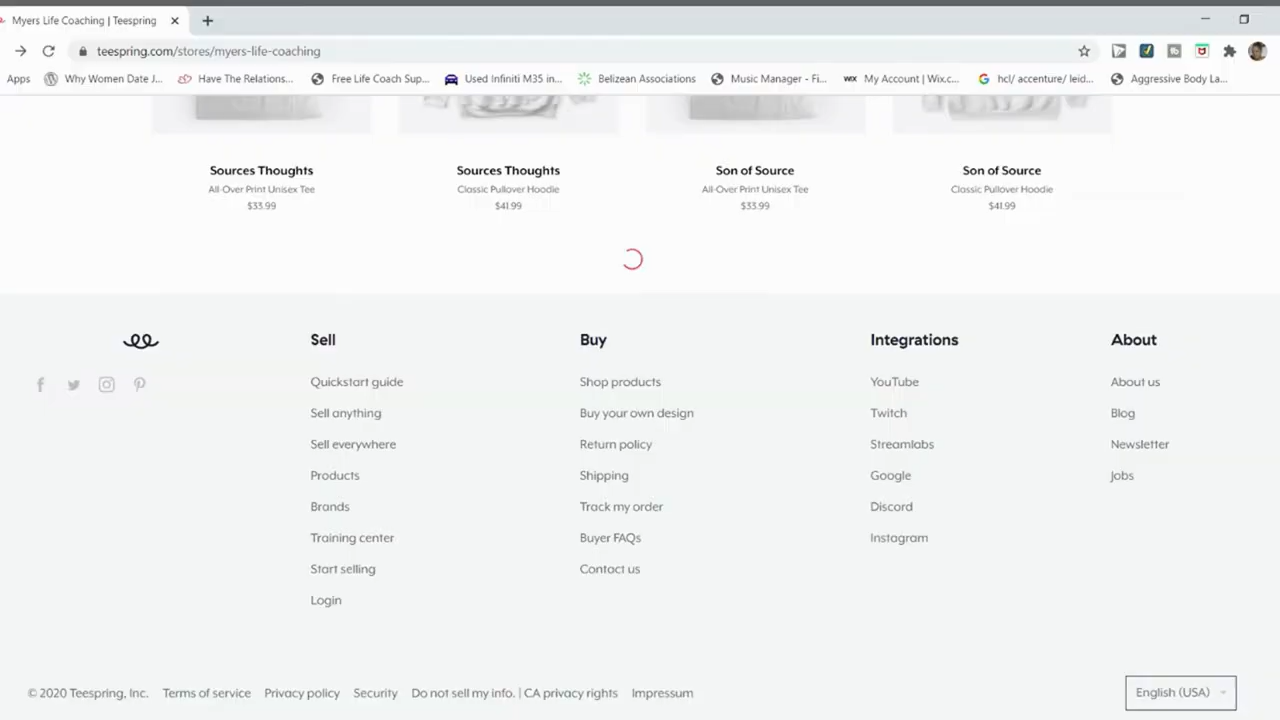 Myers Life Coaching | Teespring
teespring.com/stores/myers-life-coaching
Apps Why Women Date J... Have The Relations... Free Life Coach Sup... Used Infiniti M35 in... Belizean Associations Music Manager - Fi... WIX My Account | Wix.c... hcl/ accenture/ leid... Aggressive Body La...
Sources Thoughts Sources Thoughts Son of Source Son of Source
All-Over Print Unisex Tee Classic Pullover Hoodie All-Over Print Unisex Tee Classic Pullover Hoodie
$33.99 $41.99 $33.99 $41.99
Sell Buy Integrations About
Quickstart guide Shop products YouTube About us
Sell anything Buy your own design Twitch Blog
Sell everywhere Return policy Streamlabs Newsletter
Products Shipping Google Jobs
Brands Track my order Discord
Training center Buyer FAQs Instagram
Start selling Contact us
Login
© 2020 Teespring, Inc. Terms of service Privacy policy Security Do not sell my info. | CA privacy rights Impressum English (USA)